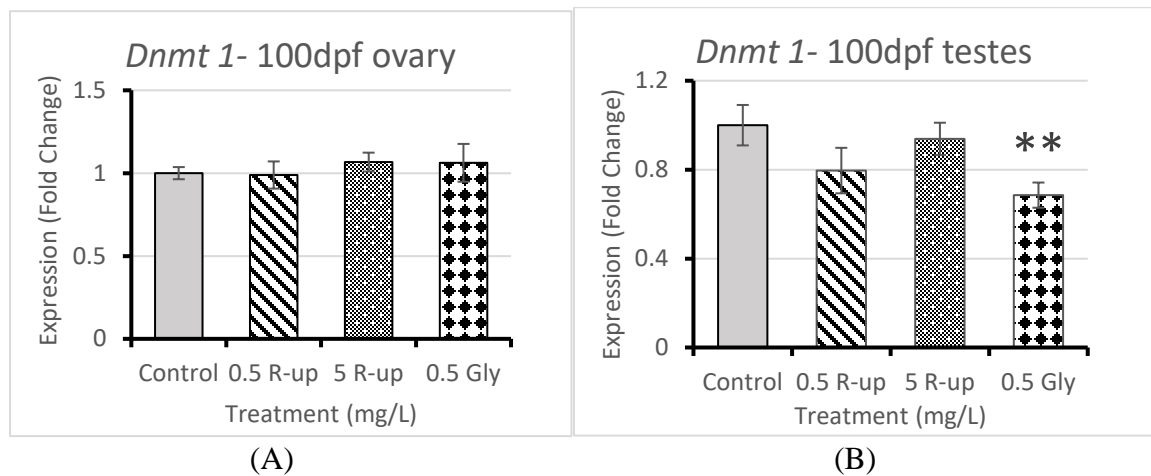 Dnmt 1- 100dpf ovary
Expression (Fold Change)
1.5
1
0.5
0
Control 0.5 R-up 5 R-up 0.5 Gly
Treatment (mg/L)
(A)
Dnmt 1- 100dpf testes
Expression (Fold Change)
1.2
0.8
0.4
0
**
Control 0.5 R-up 5 R-up 0.5 Gly
Treatment (mg/L)
(B)